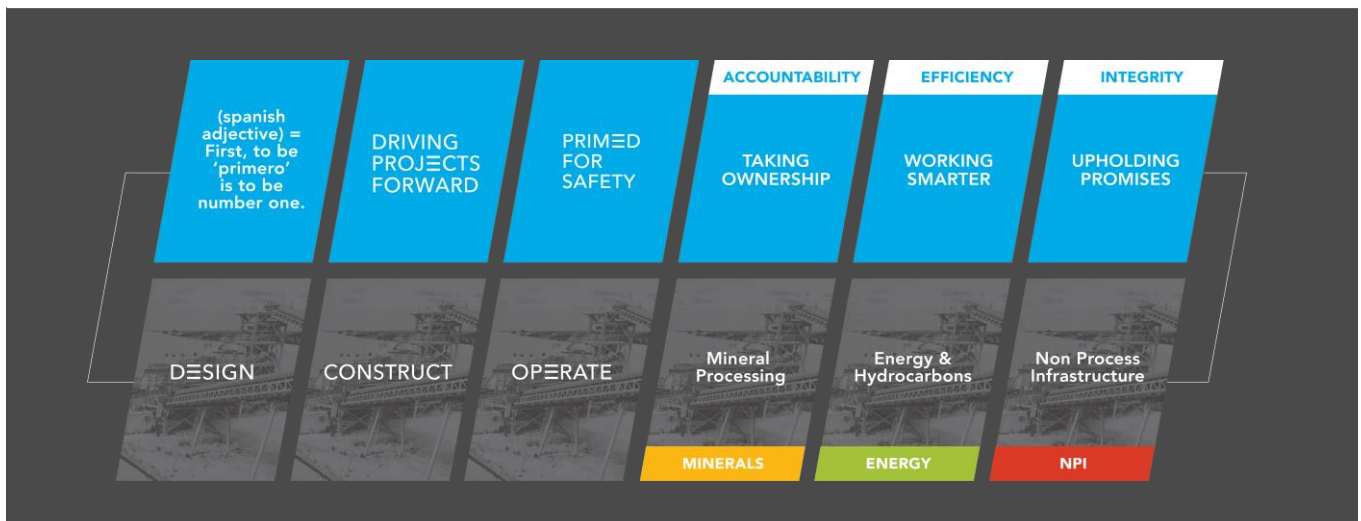 (spanish
adjective) =
First, to be
'primero'
is to be
number one.
DRIVING
PROJECTS
FORWARD
PRIMED
FOR
SAFETY
ACCOUNTABILITY
TAKING
OWNERSHIP
EFFICIENCY
WORKING
SMARTER
INTEGRITY
UPHOLDING
PROMISES
DESIGN
CONSTRUCT
OPERATE
Mineral
Processing
MINERALS
Energy &
Hydrocarbons
ENERGY
Non Process
Infrastructure
NPI